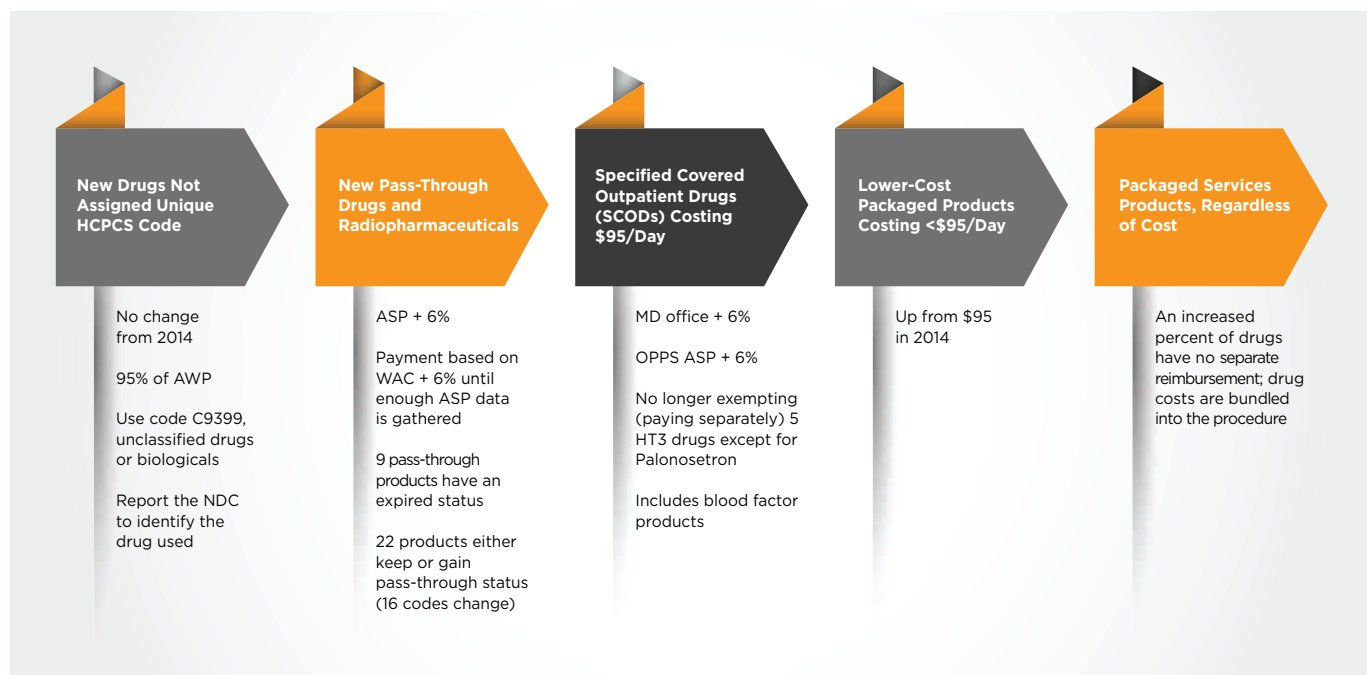 New Drugs Not
Assigned Unique
HCPCS Code
No change
from 2014
95% of AWP
Use code C9399,
unclassified drugs
or biologicals
Report the NDC
to identify the
drug used
New Pass-Through
Drugs and
Radiopharmaceuticals
ASP + 6%
Payment based on
WAC + 6% until
enough ASP data
is gathered
9 pass-through
products have an
expired status
22 products either
keep or gain
pass-through status
(16 codes change)
Specified Covered
Outpatient Drugs
(SCODs) Costing
$95/Day
MD office + 6%
OPPS ASP + 6%
No longer exempting
(paying separately) 5
HT3 drugs except for
Palonosetron
Includes blood factor
products
Lower-Cost
Packaged Products
Costing <$95/Day
Up from $95
in 2014
Packaged Services
Products, Regardless
of Cost
An increased
percent of drugs
have no separate
reimbursement; drug
costs are bundled
into the procedure